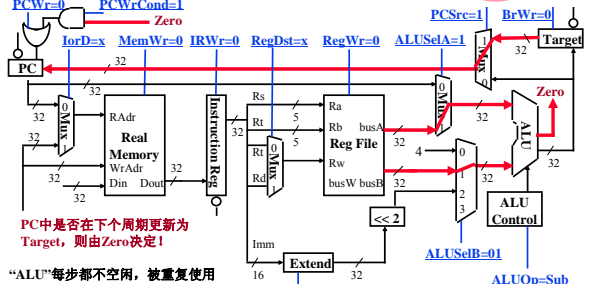 PCWr=0
PCWrCond=1
PCSrc=1
BrWr=0
Zero
IorD=x
MemWr=0
IRWr=0
RegDst=x
RegWr=0
ALUSelA=1
1
Mux
0
32
Target
PC
32
32
32
32
0
Mux
1
RAdr
Real
Memory
WrAdr
Din
Dout
32
32
32
Instruction Reg
32
Rs
Rt
5
5
Rt
Rd
0
Mux
1
Ra
Rb
busA
Reg File
Rw
busW
busB
32
32
0
Mux
1
32
Zero
ALU
32
4
0
1
2
3
32
<< 2
ALU
Control
PC中是否在下个周期更新为
Target，则由Zero决定！
Imm
16
Extend
32
ALUSelB=01
“ALU”每步都不空闲，被重复使用
ALUOp=Sub